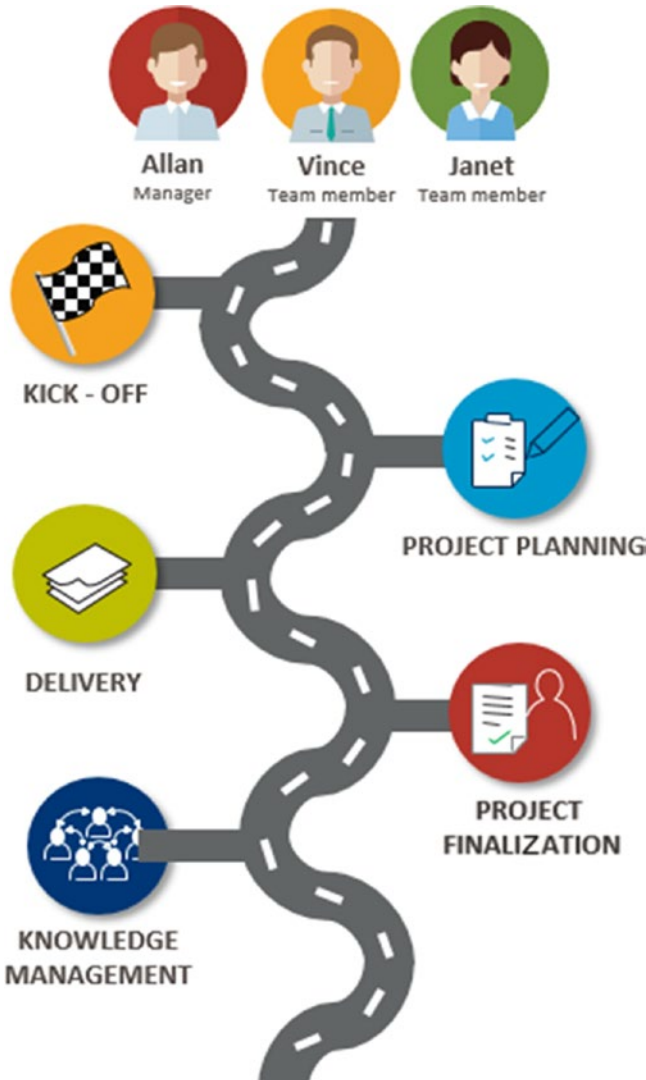 Allan
Manager
Vince
Team member
Janet
Team member
KICK - OFF
PROJECT PLANNING
DELIVERY
PROJECT
FINALIZATION
KNOWLEDGE
MANAGEMENT